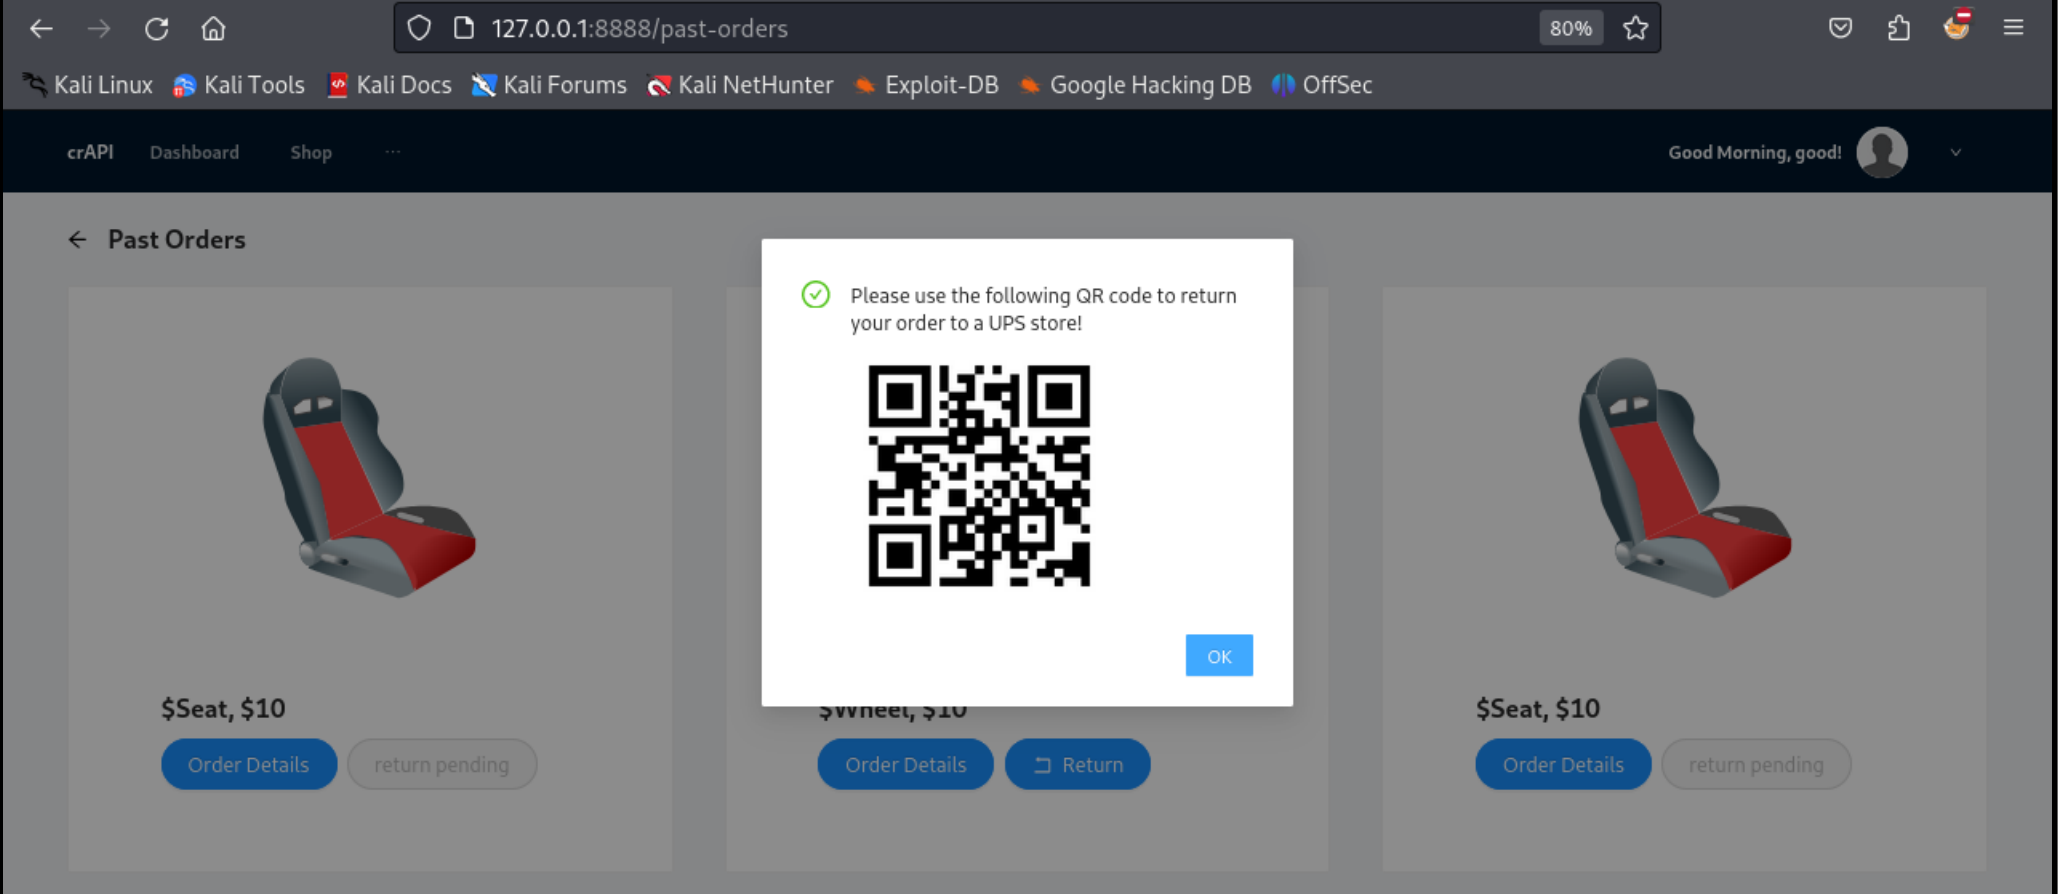 127.0.0.1:8888/past-orders
80%
Kali Linux Kali Tools Kali Docs Kali Forums Kali NetHunter Exploit-DB Google Hacking DB OffSec
crAPI Dashboard Shop ··· Good Morning, good!
Past Orders
Please use the following QR code to return
your order to a UPS store!
OK
$Seat, $10
Order Details return pending
$Wheel, $10
Order Details Return
$Seat, $10
Order Details return pending